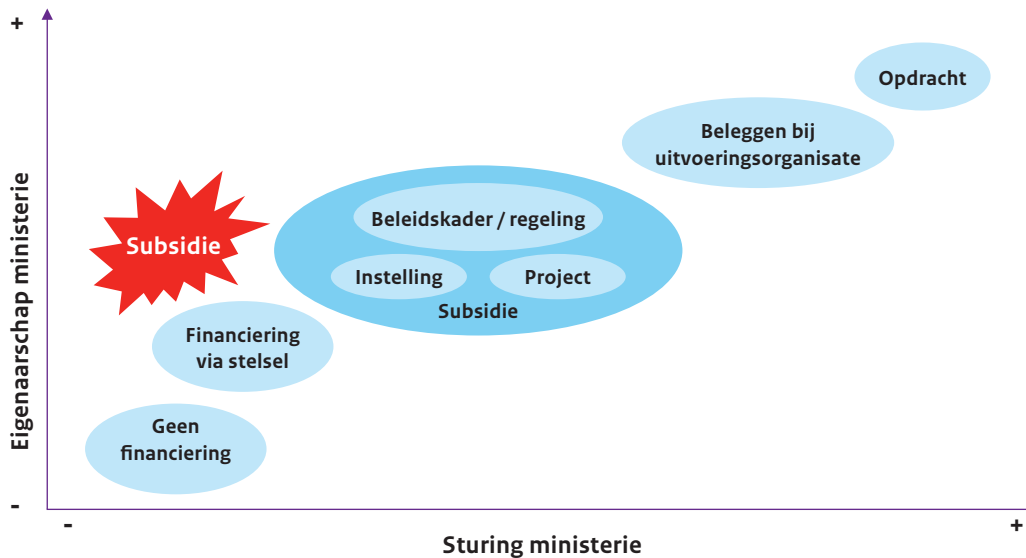 +
Opdracht
Beleggen bij
uitvoeringsorganisate
Beleidskader / regeling
Subsidie
Instelling
Project
Subsidie
Financiering
via stelsel
Geen
financiering
Eigenaarschap ministerie
-
-
+
Sturing ministerie